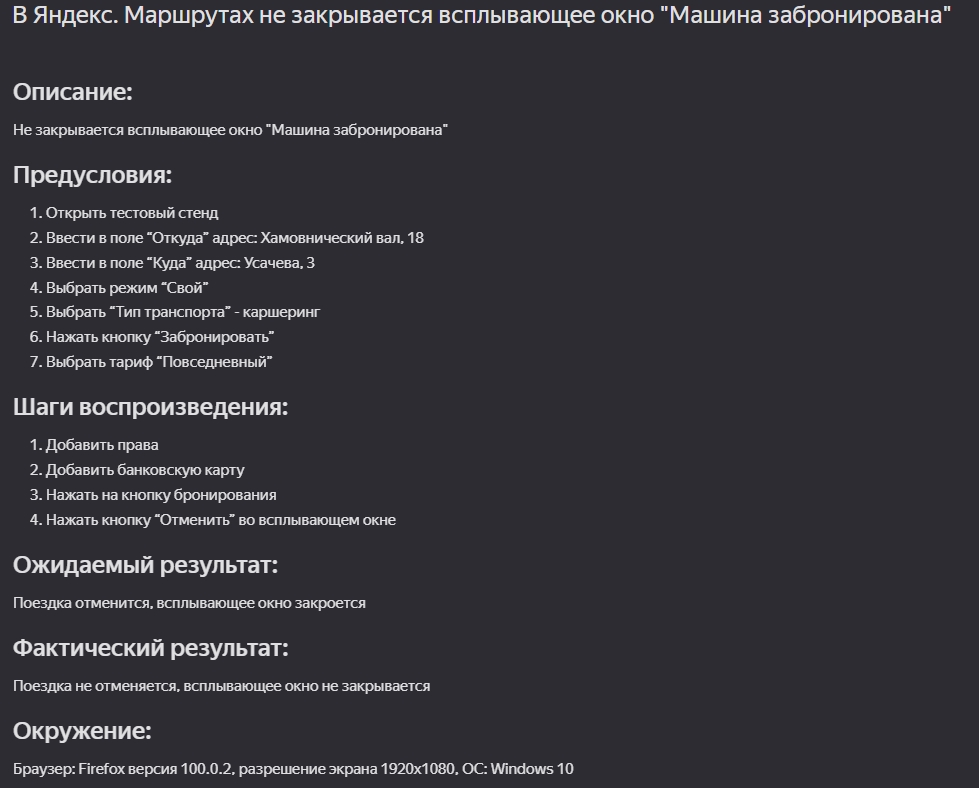 В Яндекс. Маршрутах не закрывается всплывающее окно "Машина забронирована"
Описание:
Не закрывается всплывающее окно "Машина забронирована"
Предусловия:
1. Открыть тестовый стенд
2. Ввести в поле “Откуда” адрес: Хамовнический вал, 18
3. Ввести в поле “Куда” адрес: Усачева, 3
4. Выбрать режим “Свой”
5. Выбрать “Тип транспорта” - каршеринг
6. Нажать кнопку “Забронировать”
7. Выбрать тариф “Повседневный”
Шаги воспроизведения:
1. Добавить права
2. Добавить банковскую карту
3. Нажать на кнопку бронирования
4. Нажать кнопку “Отменить” во всплывающем окне
Ожидаемый результат:
Поездка отменится, всплывающее окно закроется
Фактический результат:
Поездка не отменяется, всплывающее окно не закрывается
Окружение:
Браузер: Firefox версия 100.0.2, разрешение экрана 1920x1080, ОС: Windows 10